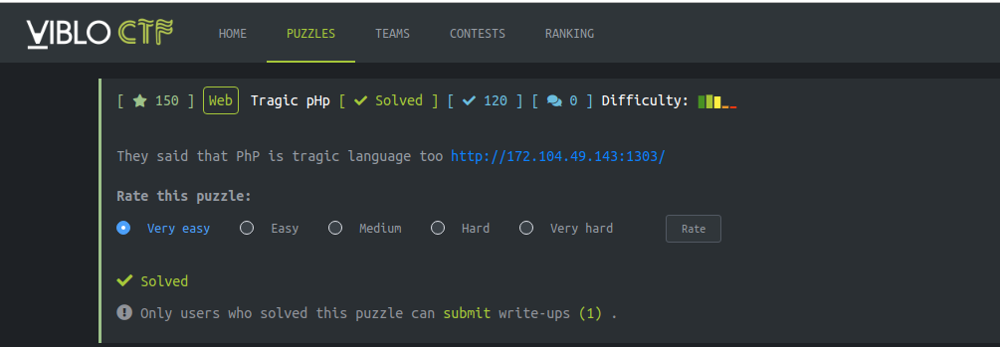 VIBLO CTF HOME PUZZLES TEAMS CONTESTS RANKING
[ ★ 150 ] Web Tragic pHp [ ✔ Solved ] [ ✔ 120 ] [ 0 ] Difficulty:
They said that PhP is tragic language too http://172.104.49.143:1303/
Rate this puzzle:
Very easy Easy Medium Hard Very hard Rate
✔ Solved
Only users who solved this puzzle can submit write-ups (1) .